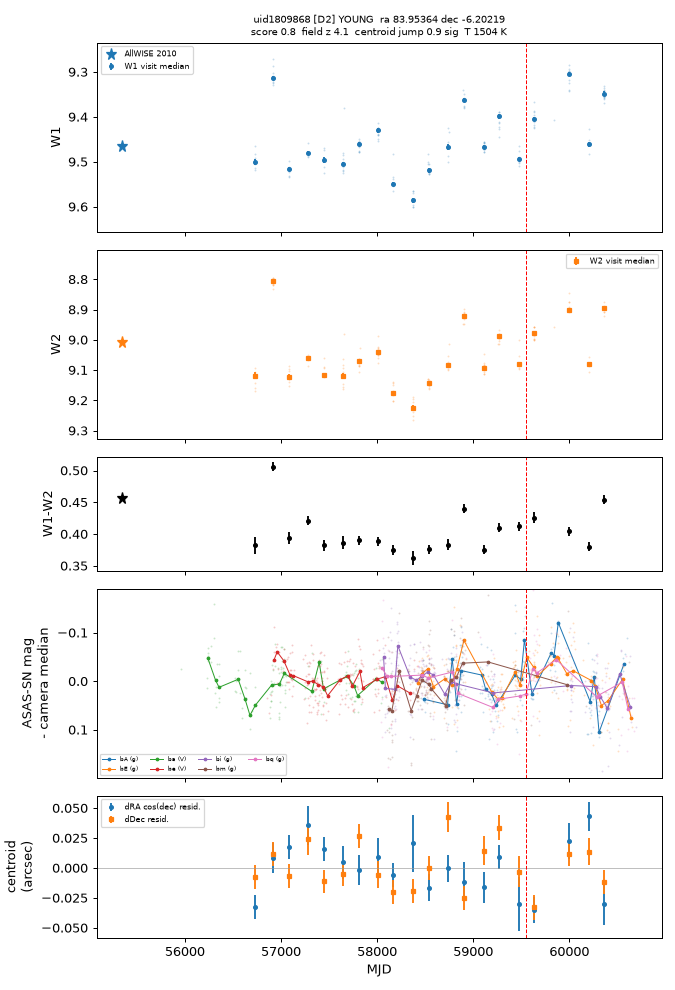 uid1809868 [D2] YOUNG  ra 83.95364 dec -6.20219
score 0.8  field z 4.1  centroid jump 0.9 sig  T 1504 K
AllWISE 2010
W1 visit median
9.3
9.4
9.5
9.6
W1
W2 visit median
8.8
8.9
9.0
9.1
9.2
9.3
W2
0.50
0.45
0.40
0.35
W1-W2
−0.1
0.0
0.1
ASAS-SN mag
- camera median
bA (g)
bE (g)
ba (V)
be (V)
bi (g)
bm (g)
bq (g)
dRA cos(dec) resid.
dDec resid.
0.050
0.025
0.000
−0.025
−0.050
centroid
(arcsec)
56000
57000
58000
59000
60000
MJD